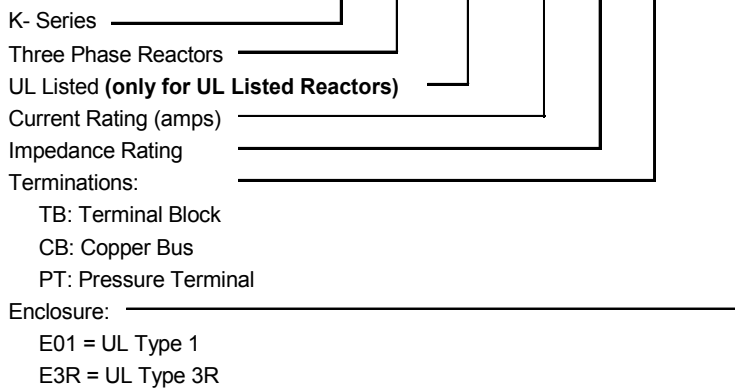 K- Series
Three Phase Reactors
UL Listed (only for UL Listed Reactors)
Current Rating (amps)
Impedance Rating
Terminations:
TB: Terminal Block
CB: Copper Bus
PT: Pressure Terminal
Enclosure:
E01 = UL Type 1
E3R = UL Type 3R